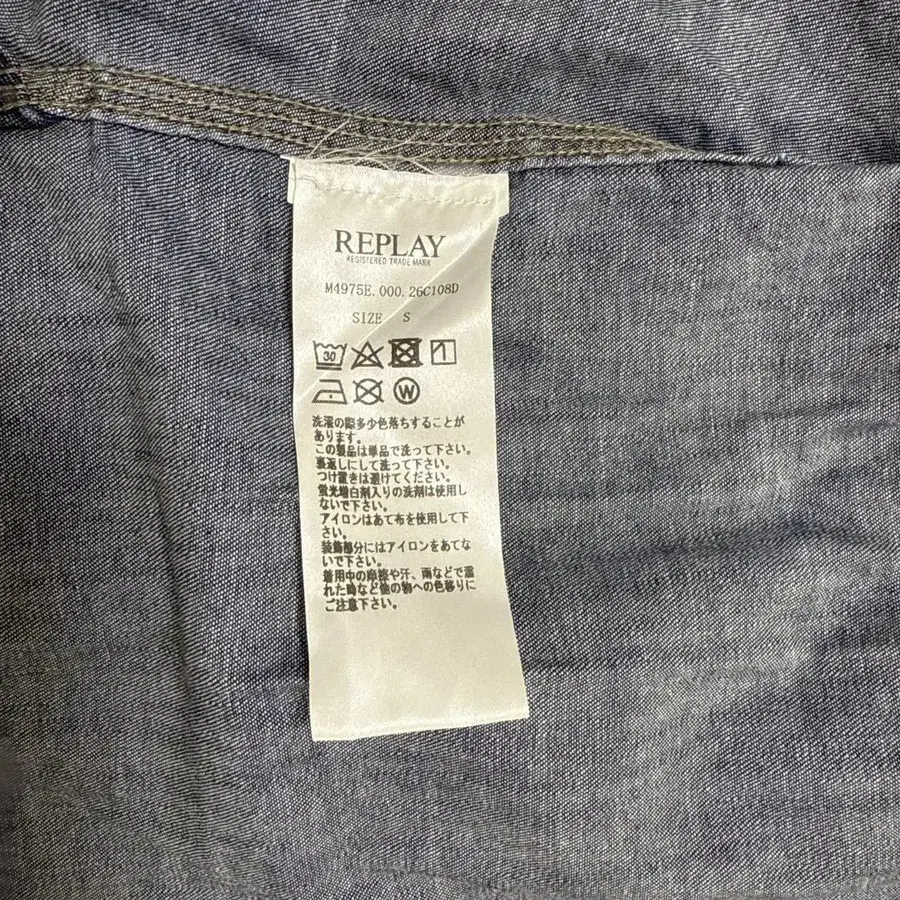 REPLAY
REGISTERED TRADE MARK
M4975E.000.26C108D
SIZE S
30
W
洗濯の際多少色落ちすることが
あります。
この製品は単品で洗って下さい。
裏返しにして洗って下さい。
つけ置きは避けてください。
蛍光増白剤入りの洗剤は使用し
ないで下さい。
アイロンはあて布を使用して下
さい。
装飾部分にはアイロンをあてな
いで下さい。
着用中の摩擦や汗、雨などで濡
れた時など他の物への色移りに
ご注意下さい。